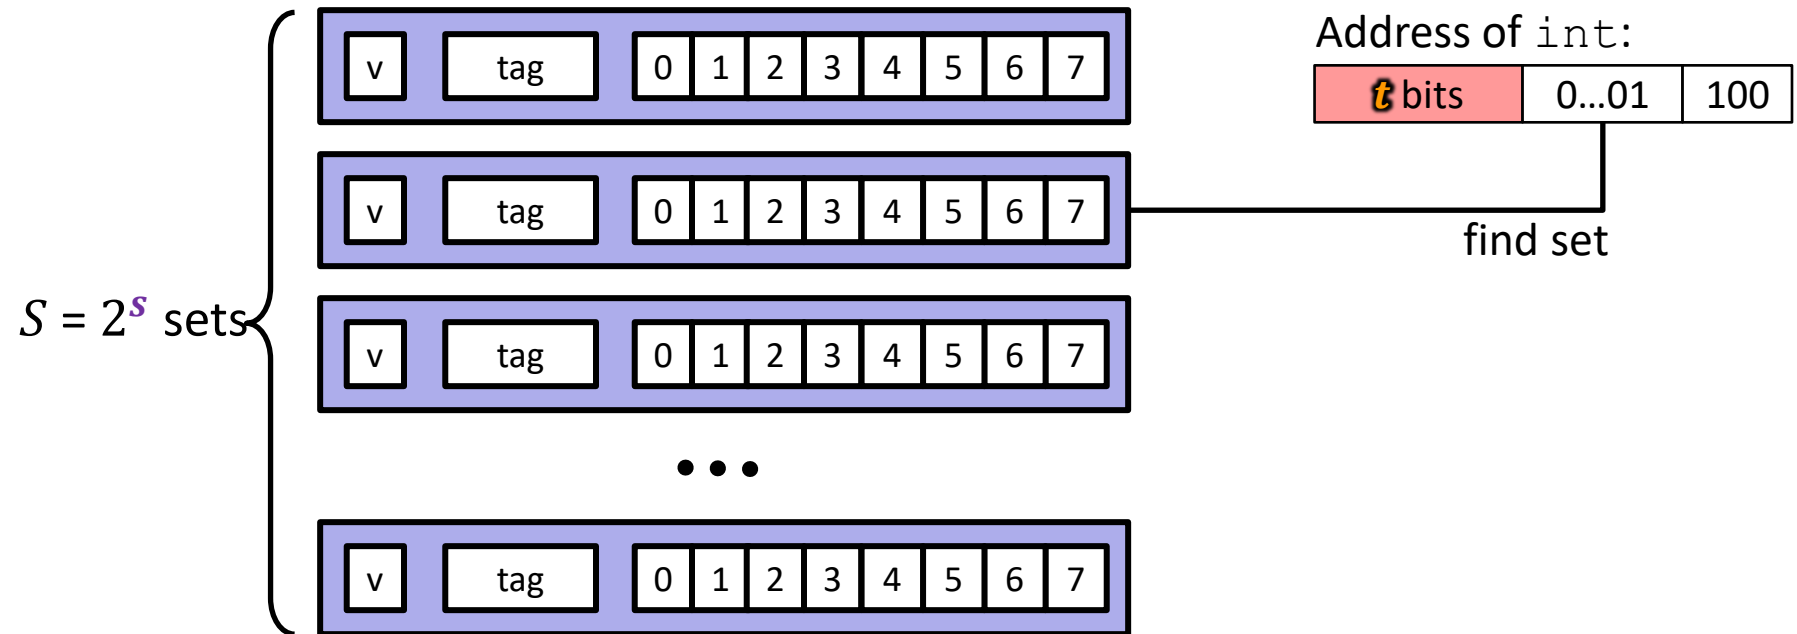 v tag 0 1 2 3 4 5 6 7
Address of int:
t bits 0...01 100
v tag 0 1 2 3 4 5 6 7
find set
S = 2^s sets
v tag 0 1 2 3 4 5 6 7
...
v tag 0 1 2 3 4 5 6 7